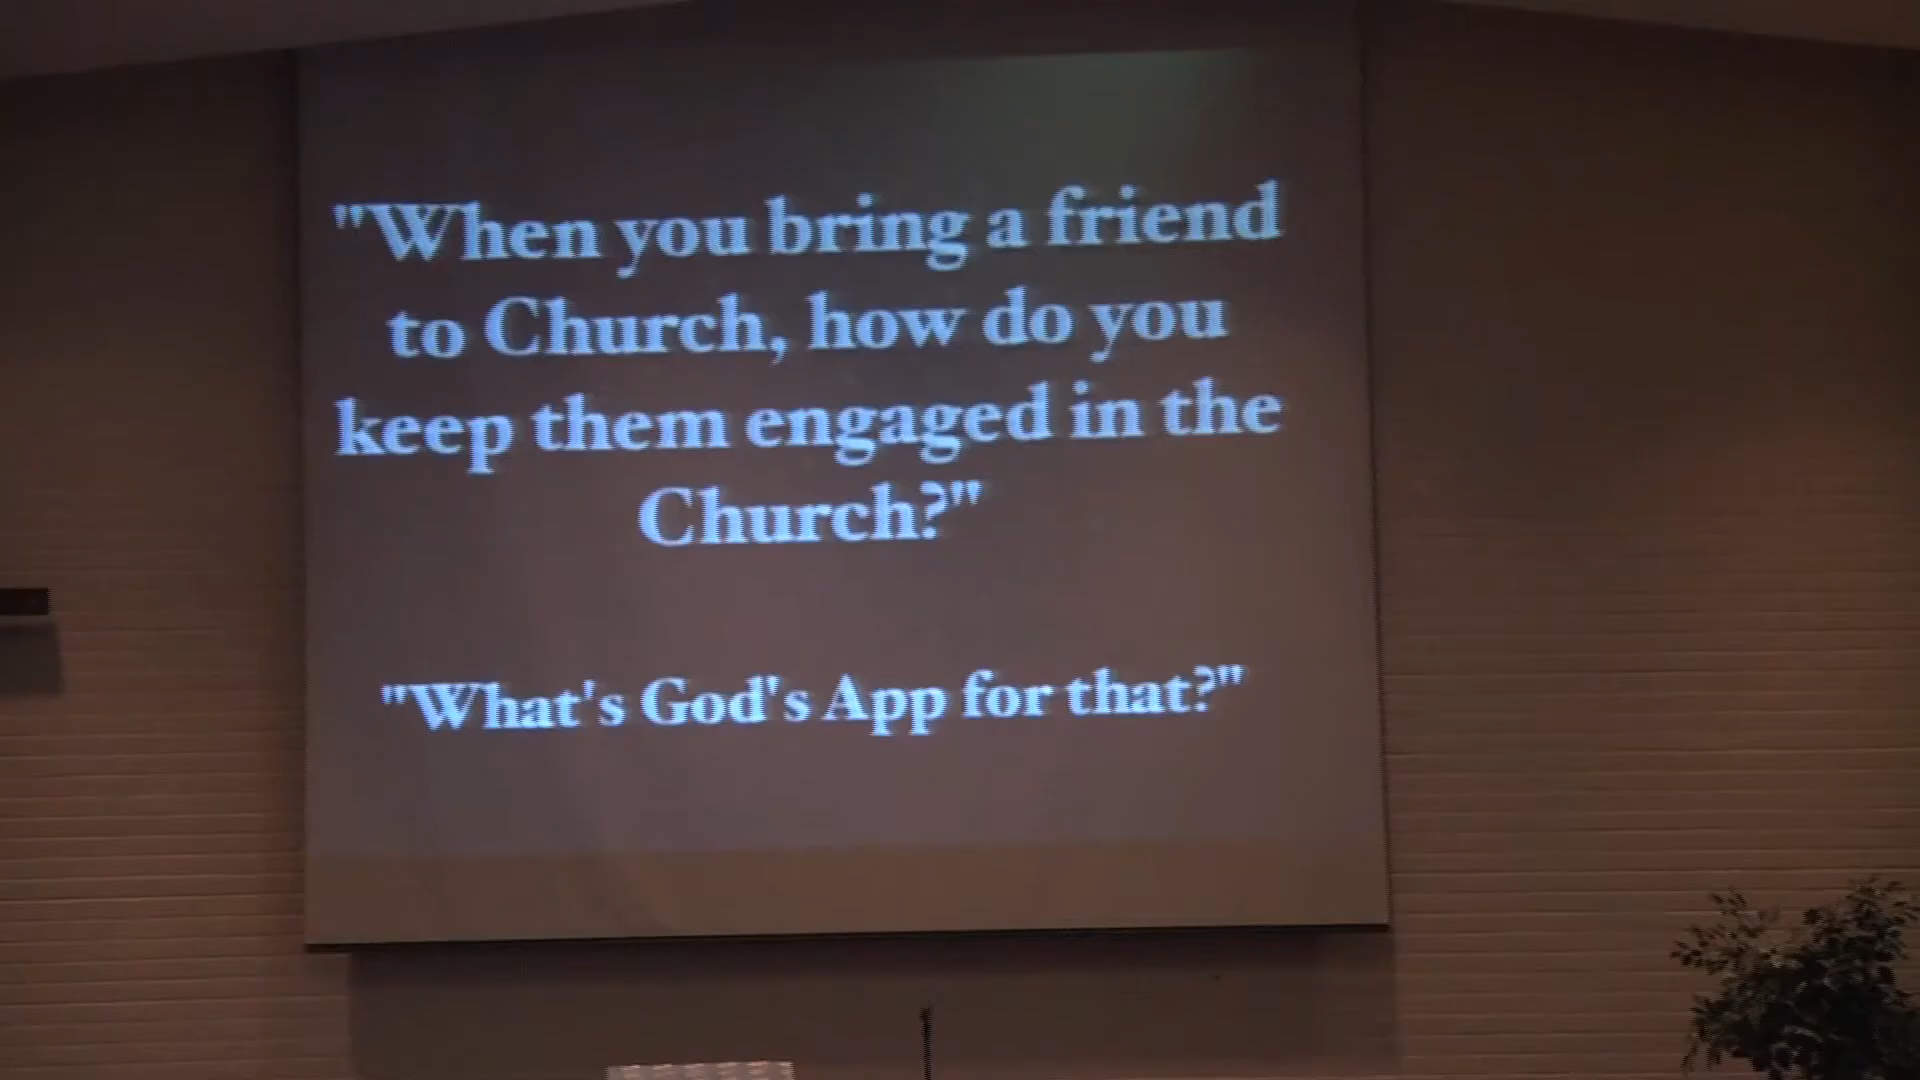 "When you bring a friend
to Church, how do you
keep them engaged in the
Church?"
"What's God's App for that?"